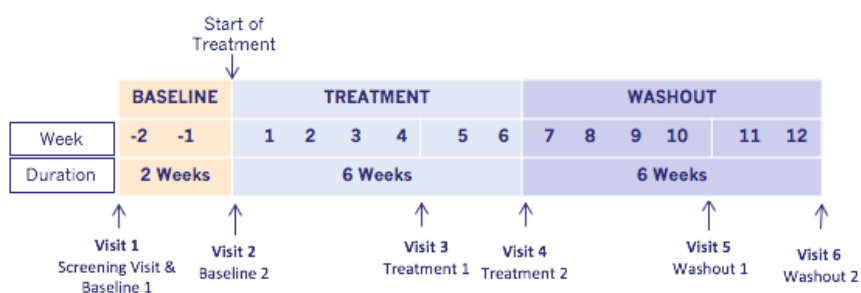 Start of
Treatment
BASELINE TREATMENT WASHOUT
Week -2 -1 1 2 3 4 5 6 7 8 9 10 11 12
Duration 2 Weeks 6 Weeks 6 Weeks
Visit 1
Screening Visit &
Baseline 1
Visit 2
Baseline 2
Visit 3
Treatment 1
Visit 4
Treatment 2
Visit 5
Washout 1
Visit 6
Washout 2